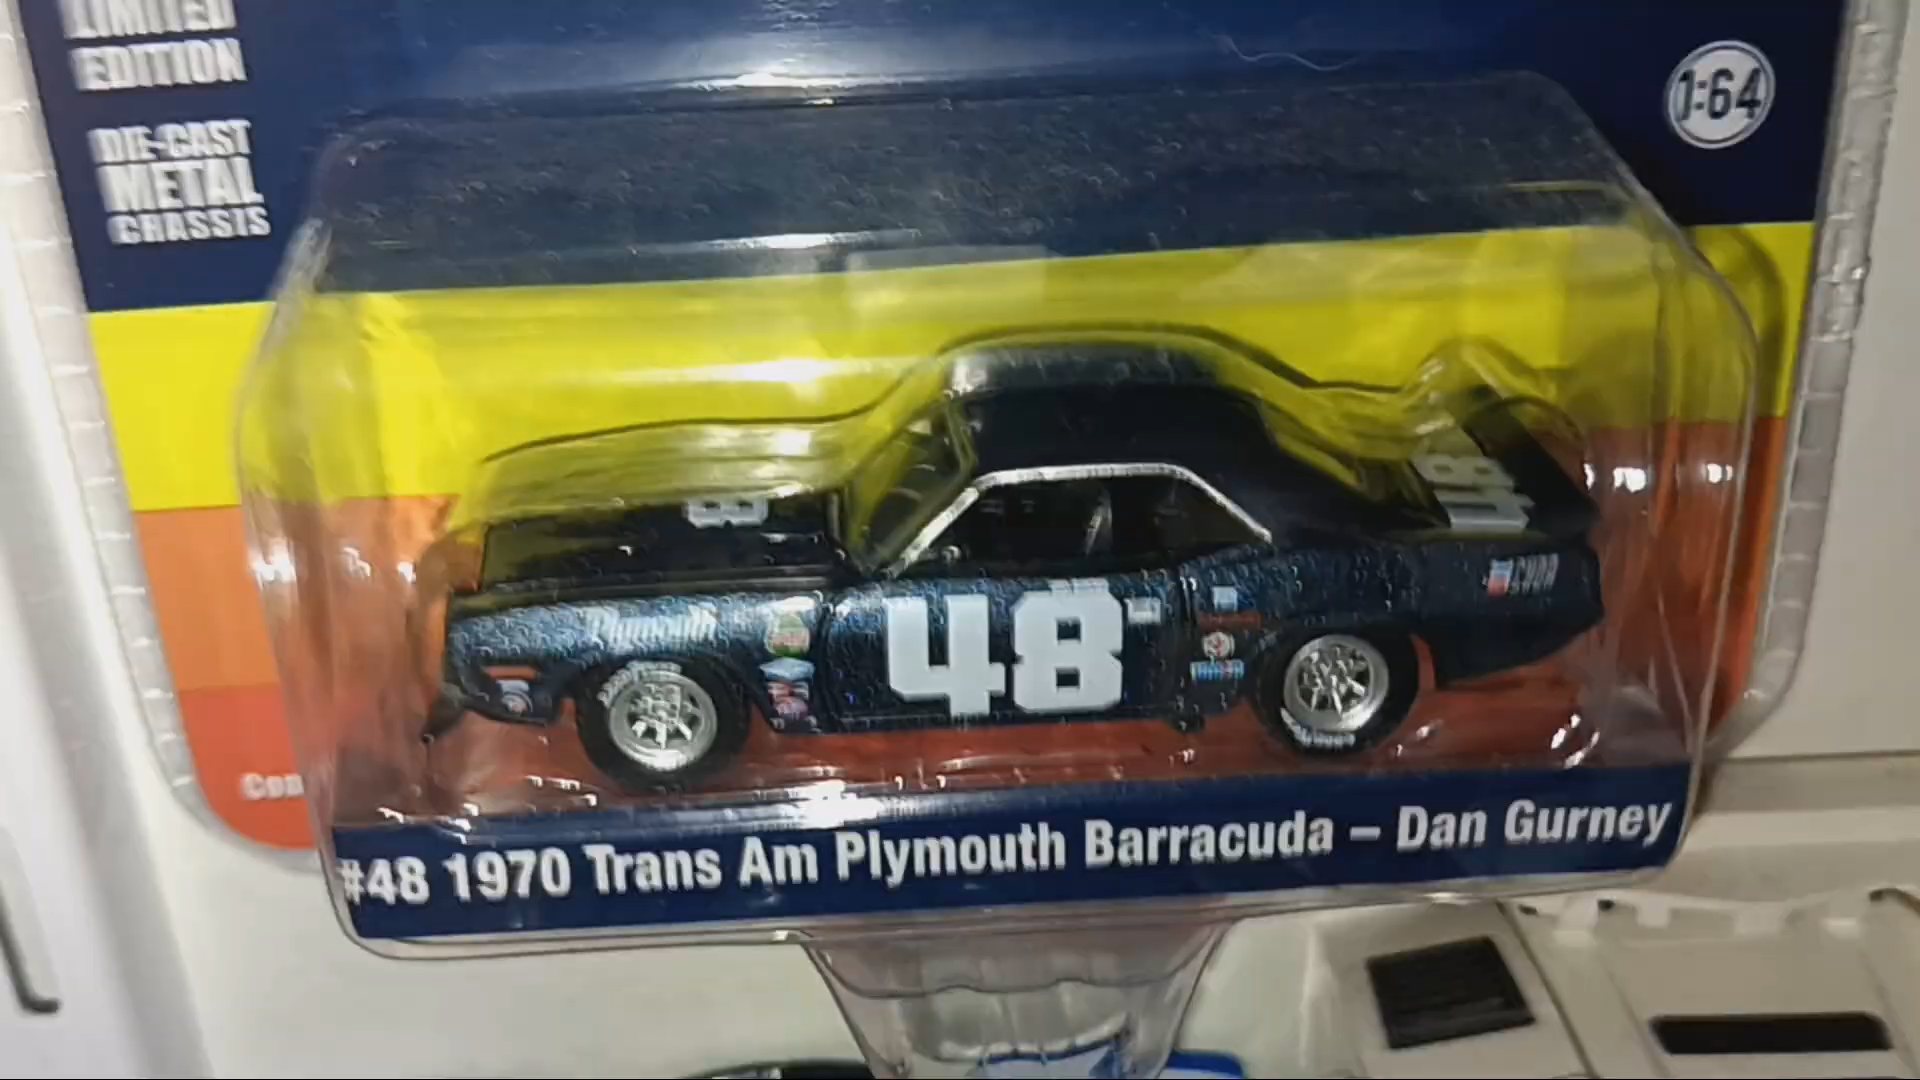 LIMITED
EDITION
DIE-CAST
METAL
CHASSIS
1:64
8
48
Plymouth
48
#48 1970 Trans Am Plymouth Barracuda – Dan Gurney